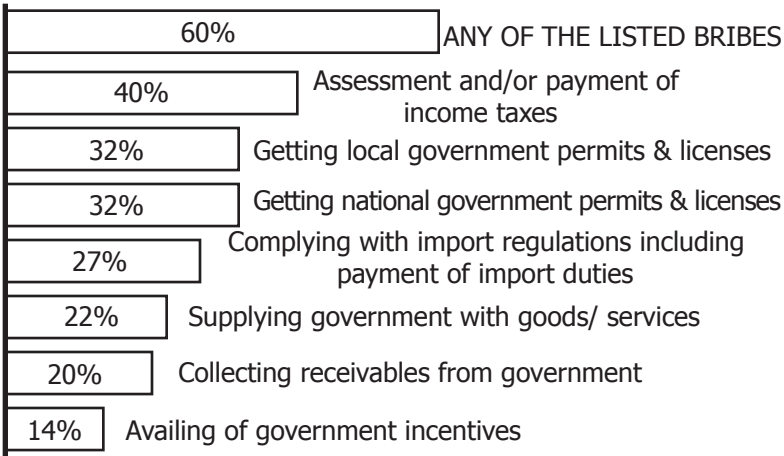 60% ANY OF THE LISTED BRIBES
40% Assessment and/or payment of
income taxes
32% Getting local government permits & licenses
32% Getting national government permits & licenses
27% Complying with import regulations including
payment of import duties
22% Supplying government with goods/ services
20% Collecting receivables from government
14% Availing of government incentives